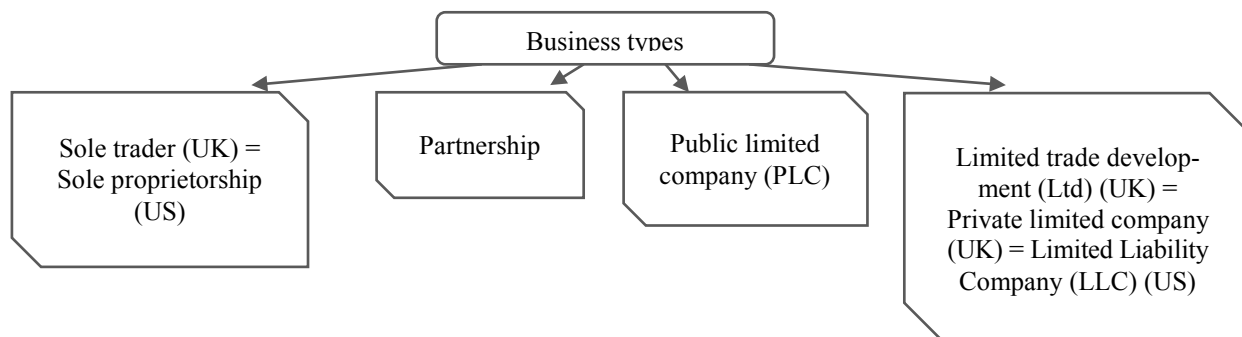 Business types
Sole trader (UK) =
Sole proprietorship
(US)
Partnership
Public limited
company (PLC)
Limited trade develop-
ment (Ltd) (UK) =
Private limited company
(UK) = Limited Liability
Company (LLC) (US)